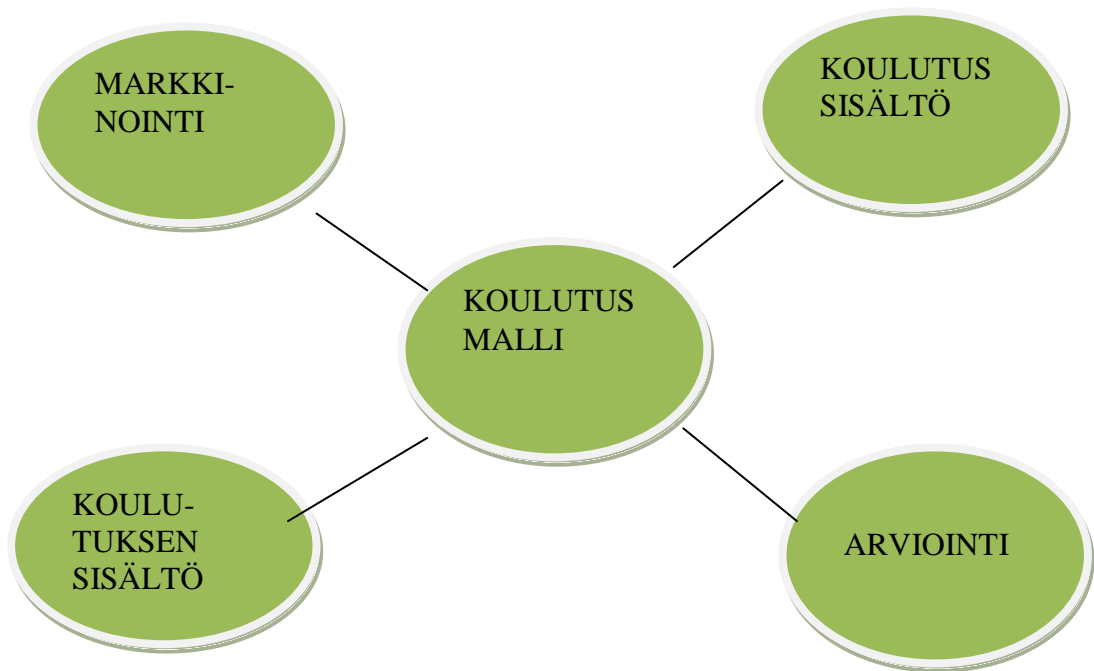 MARKKI-
NOINTI
KOULUTUS
SISÄLTÖ
KOULUTUS
MALLI
KOULU-
TUKSEN
SISÄLTÖ
ARVIOINTI